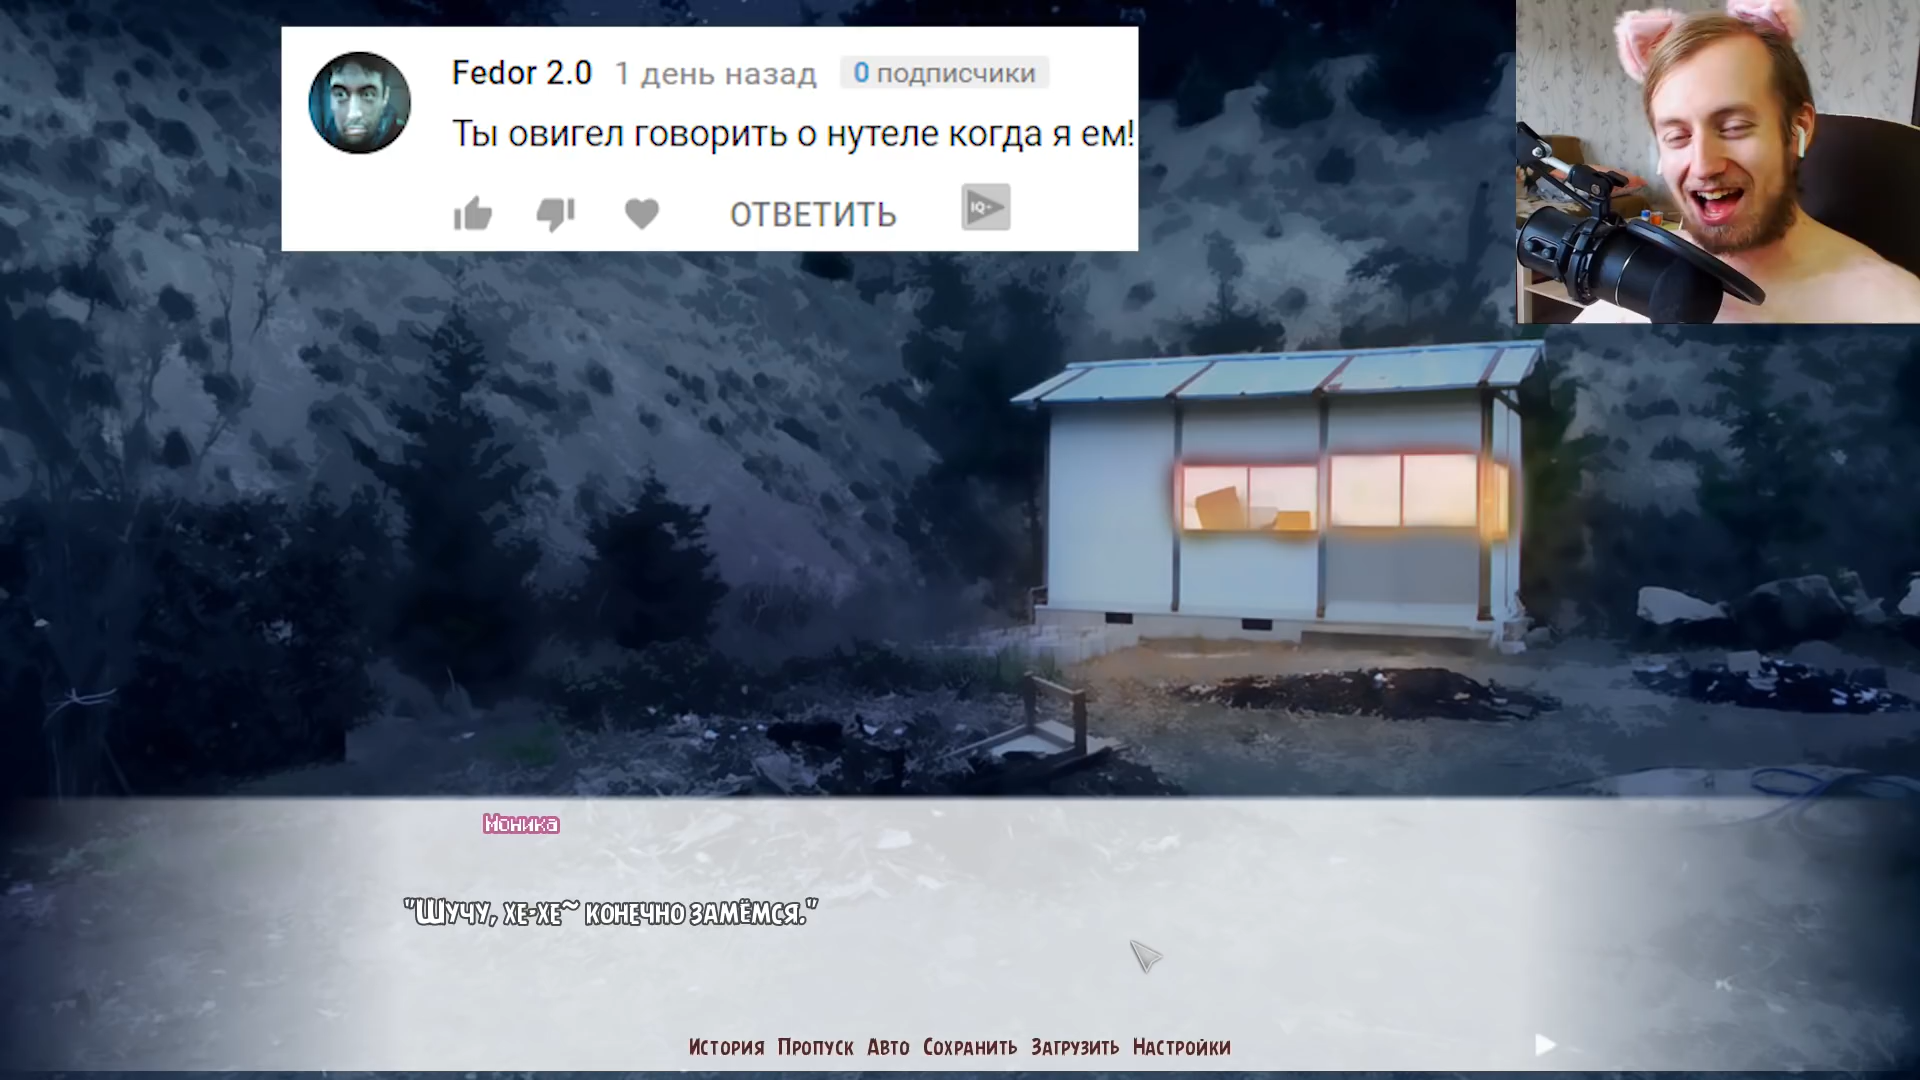 Fedor 2.0 1 день назад 0 подписчики
Ты овигел говорить о нутеле когда я ем!
ОТВЕТИТЬ IQ+
Моника
"Шучу, хе-хе~ конечно замёмся."
История Пропуск Авто Сохранить Загрузить Настройки